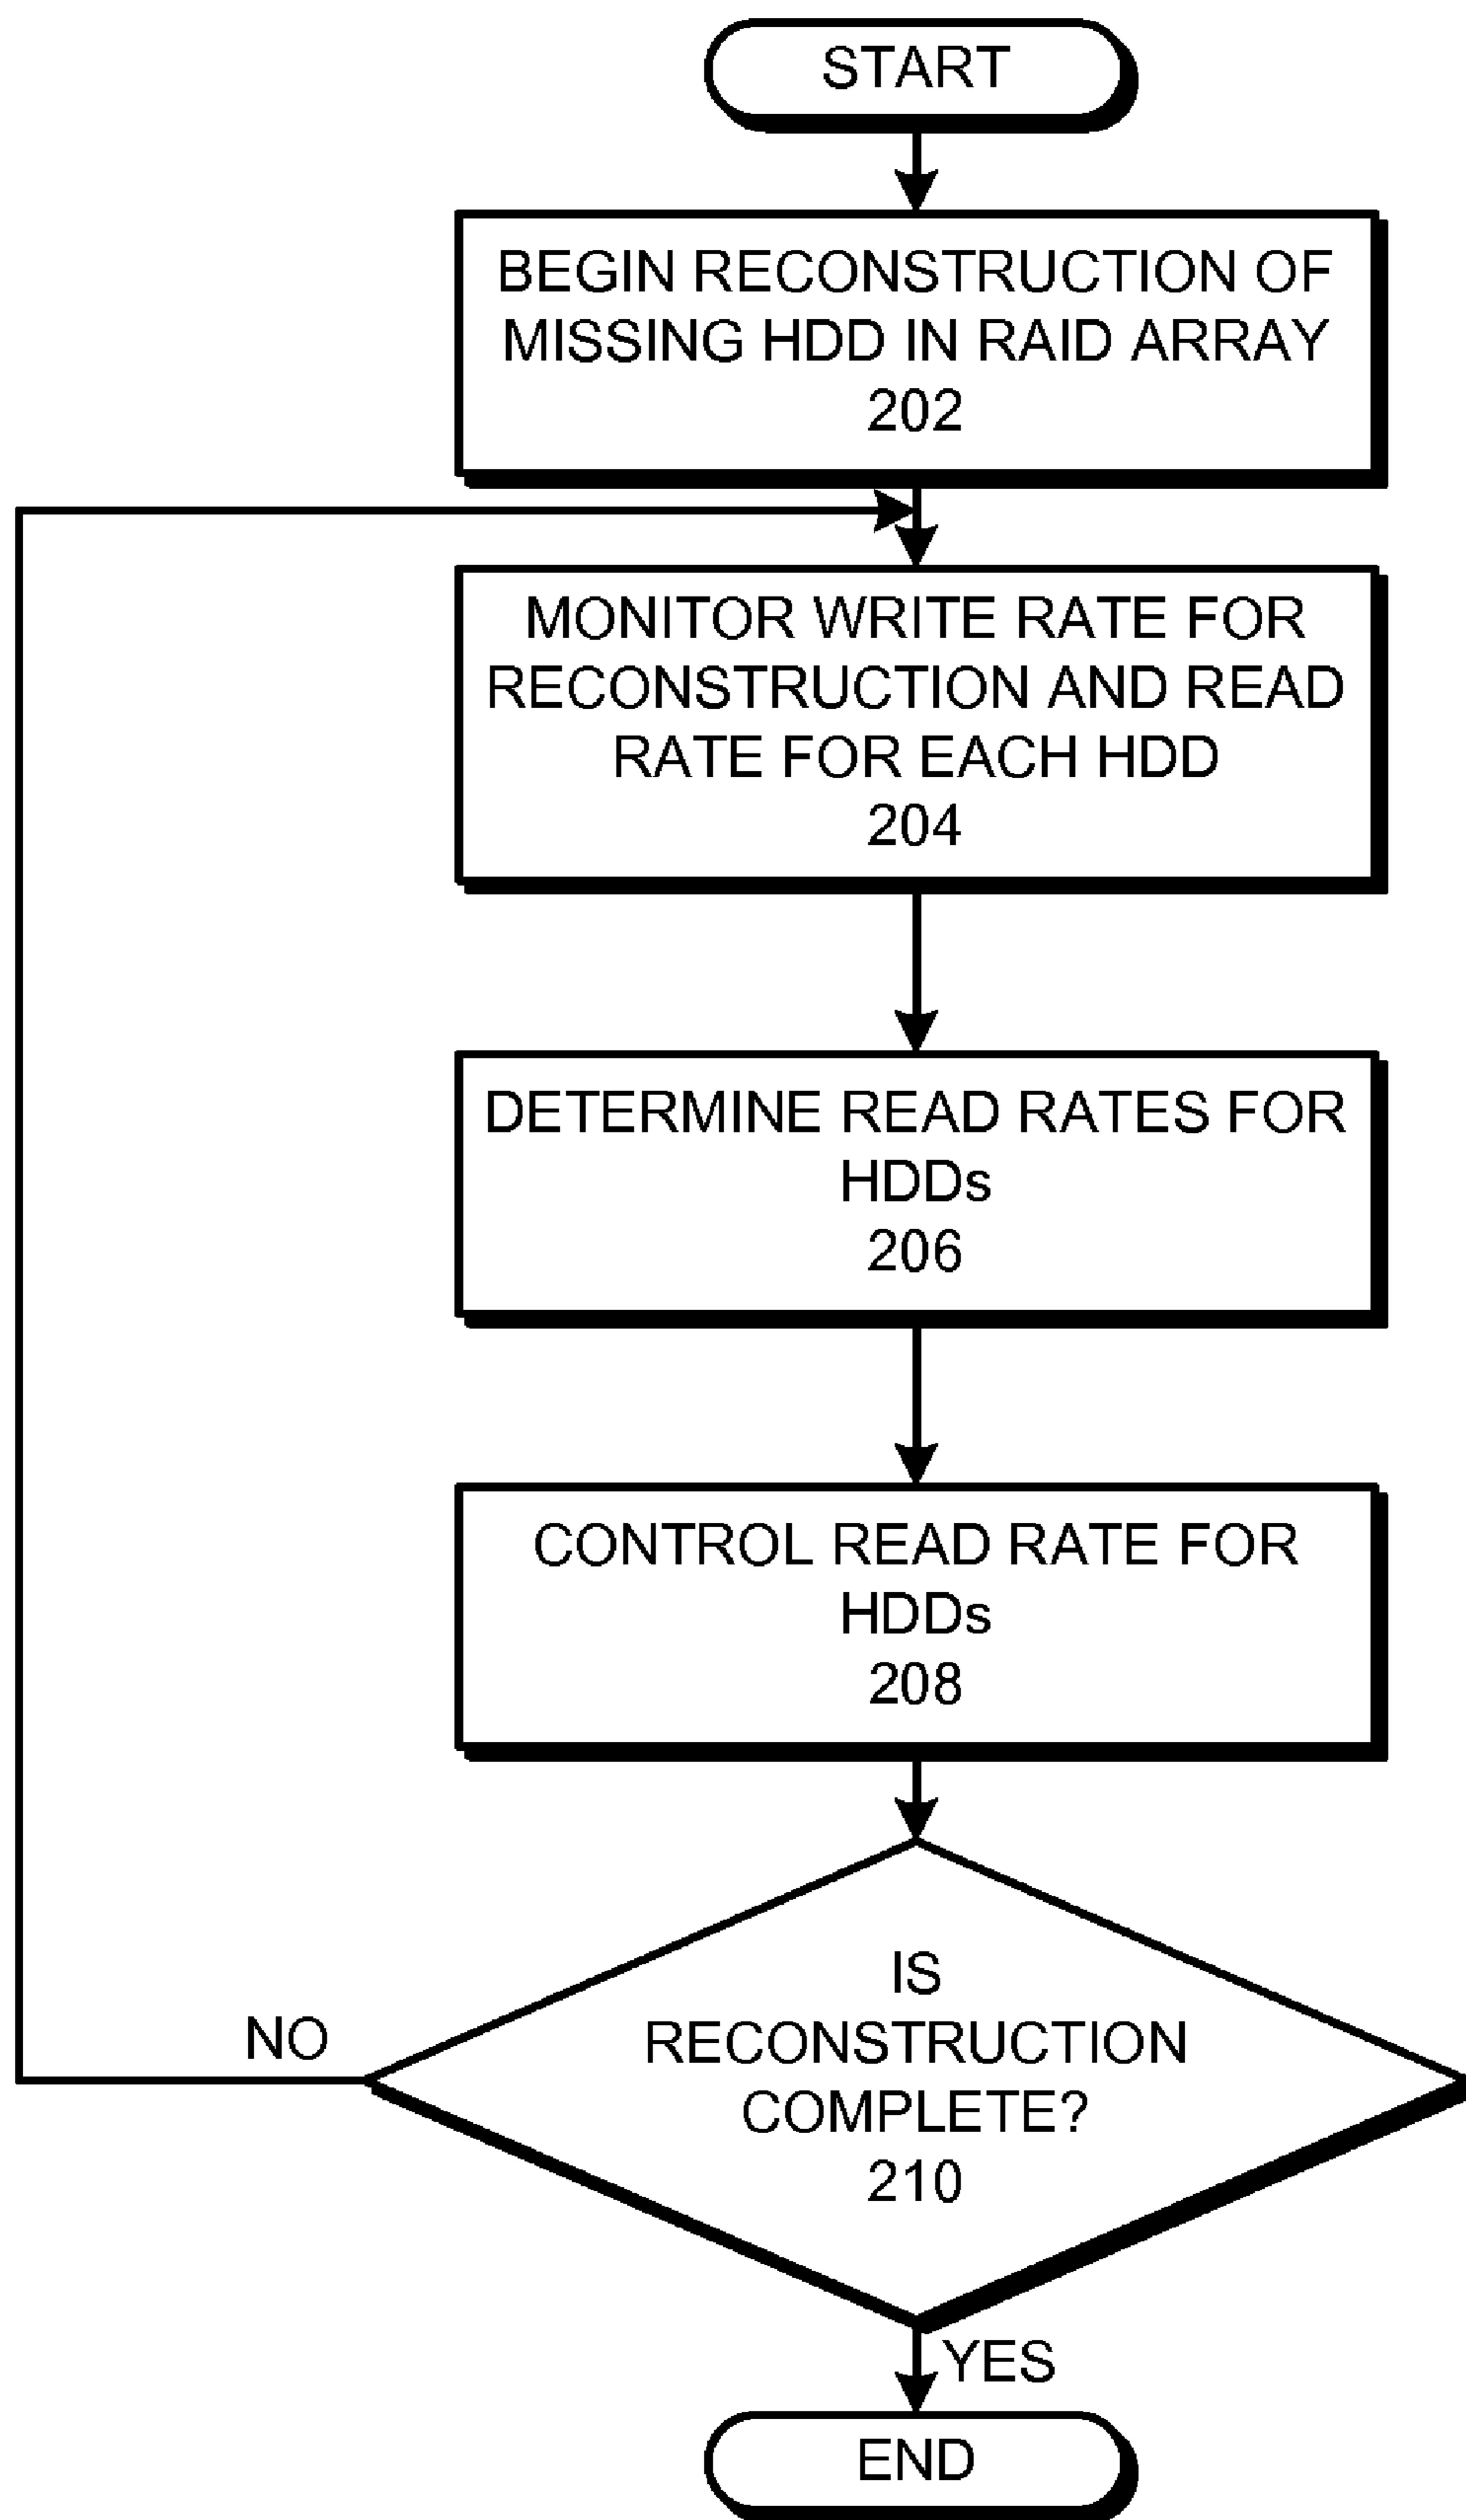 START
BEGIN RECONSTRUCTION OF
MISSING HDD IN RAID ARRAY
202
MONITOR WRITE RATE FOR
RECONSTRUCTION AND READ
RATE FOR EACH HDD
204
DETERMINE READ RATES FOR
HDDs
206
CONTROL READ RATE FOR
HDDs
208
IS
RECONSTRUCTION
COMPLETE?
210
NO
YES
END